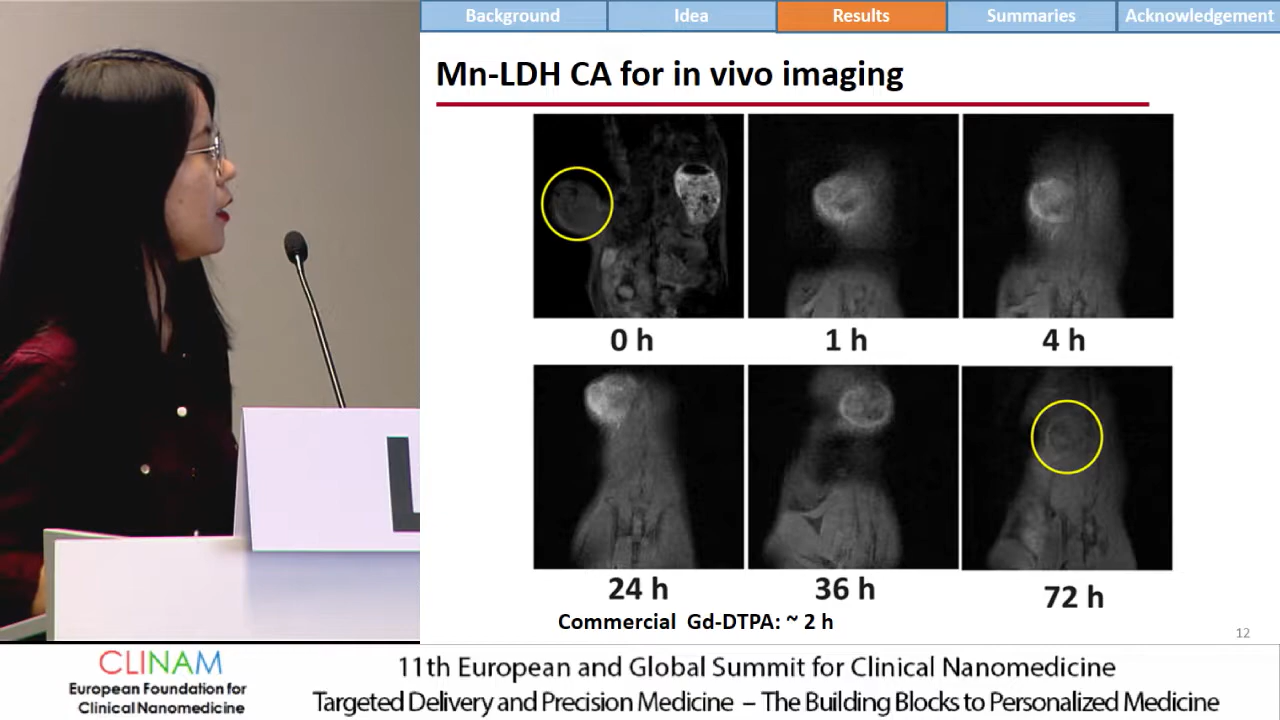 Background Idea Results Summaries Acknowledgement
Mn-LDH CA for in vivo imaging
0 h 1 h 4 h
24 h 36 h 72 h
Commercial Gd-DTPA: ~ 2 h
12
L
CLINAM
European Foundation for
Clinical Nanomedicine
11th European and Global Summit for Clinical Nanomedicine
Targeted Delivery and Precision Medicine – The Building Blocks to Personalized Medicine